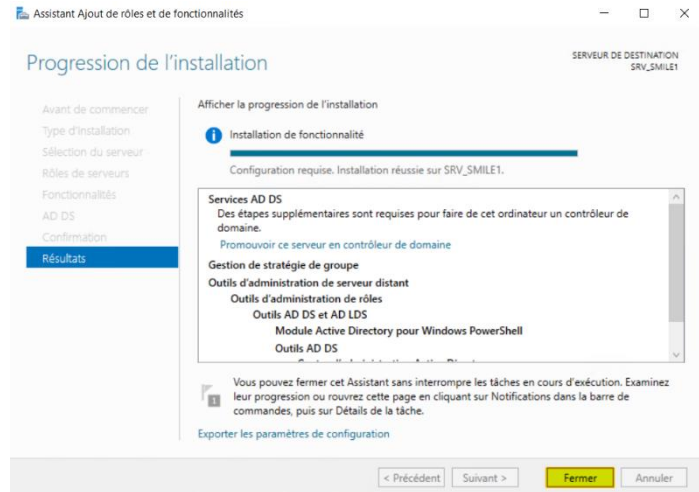 Assistant Ajout de rôles et de fonctionnalités
Progression de l'installation
SERVEUR DE DESTINATION
SRV_SMILE1
Avant de commencer
Type d'installation
Sélection du serveur
Rôles de serveurs
Fonctionnalités
AD DS
Confirmation
Résultats
Afficher la progression de l'installation
Installation de fonctionnalité
Configuration requise. Installation réussie sur SRV_SMILE1.
Services AD DS
Des étapes supplémentaires sont requises pour faire de cet ordinateur un contrôleur de
domaine.
Promouvoir ce serveur en contrôleur de domaine
Gestion de stratégie de groupe
Outils d'administration de serveur distant
Outils d'administration de rôles
Outils AD DS et AD LDS
Module Active Directory pour Windows PowerShell
Outils AD DS
1
Vous pouvez fermer cet Assistant sans interrompre les tâches en cours d'exécution. Examinez
leur progression ou rouvrez cette page en cliquant sur Notifications dans la barre de
commandes, puis sur Détails de la tâche.
Exporter les paramètres de configuration
< Précédent
Suivant >
Fermer
Annuler